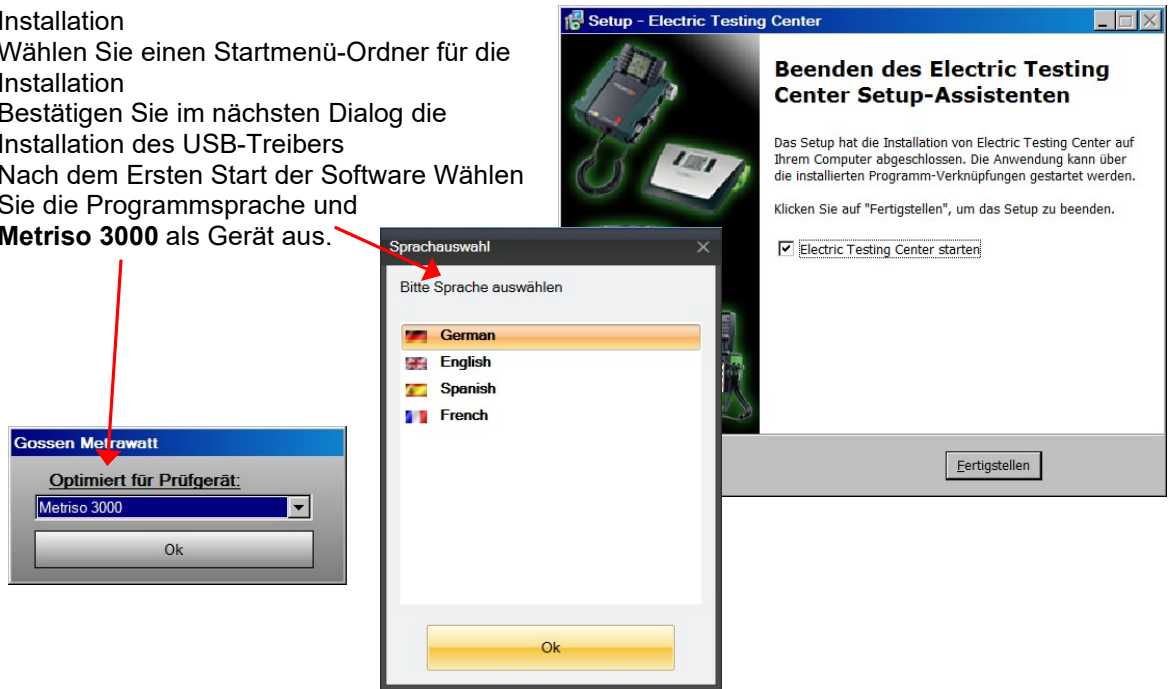 Installation
Wählen Sie einen Startmenü-Ordner für die
Installation
Bestätigen Sie im nächsten Dialog die
Installation des USB-Treibers
Nach dem Ersten Start der Software Wählen
Sie die Programmsprache und
Metriso 3000 als Gerät aus.
Setup - Electric Testing Center
Beenden des Electric Testing
Center Setup-Assistenten
Das Setup hat die Installation von Electric Testing Center auf
Ihrem Computer abgeschlossen. Die Anwendung kann über
die installierten Programm-Verknüpfungen gestartet werden.
Klicken Sie auf "Fertigstellen", um das Setup zu beenden.
Electric Testing Center starten
Fertigstellen
Sprachauswahl
Bitte Sprache auswählen
German
English
Spanish
French
Ok
Gossen Metrawatt
Optimiert für Prüfgerät:
Metriso 3000
Ok